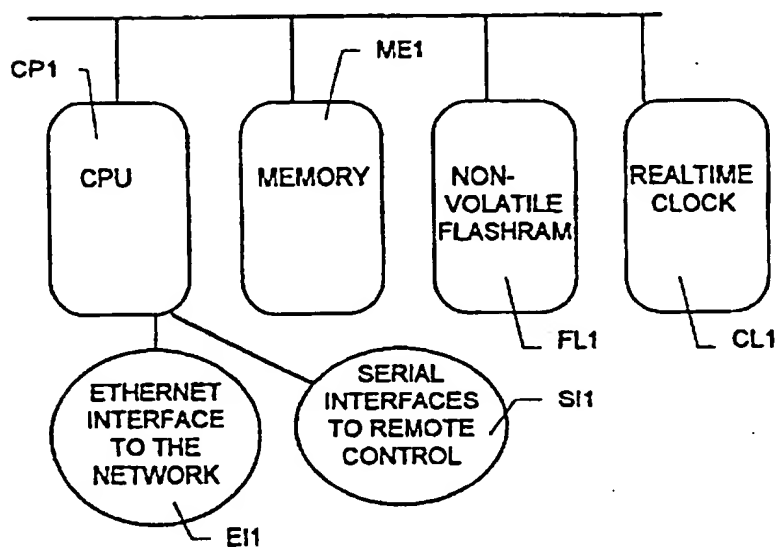 ME1
CP1
CPU
MEMORY
NON-
VOLATILE
FLASHRAM
REALTIME
CLOCK
FL1
CL1
ETHERNET
INTERFACE
TO THE
NETWORK
SERIAL
INTERFACES
TO REMOTE
CONTROL
SI1
EI1